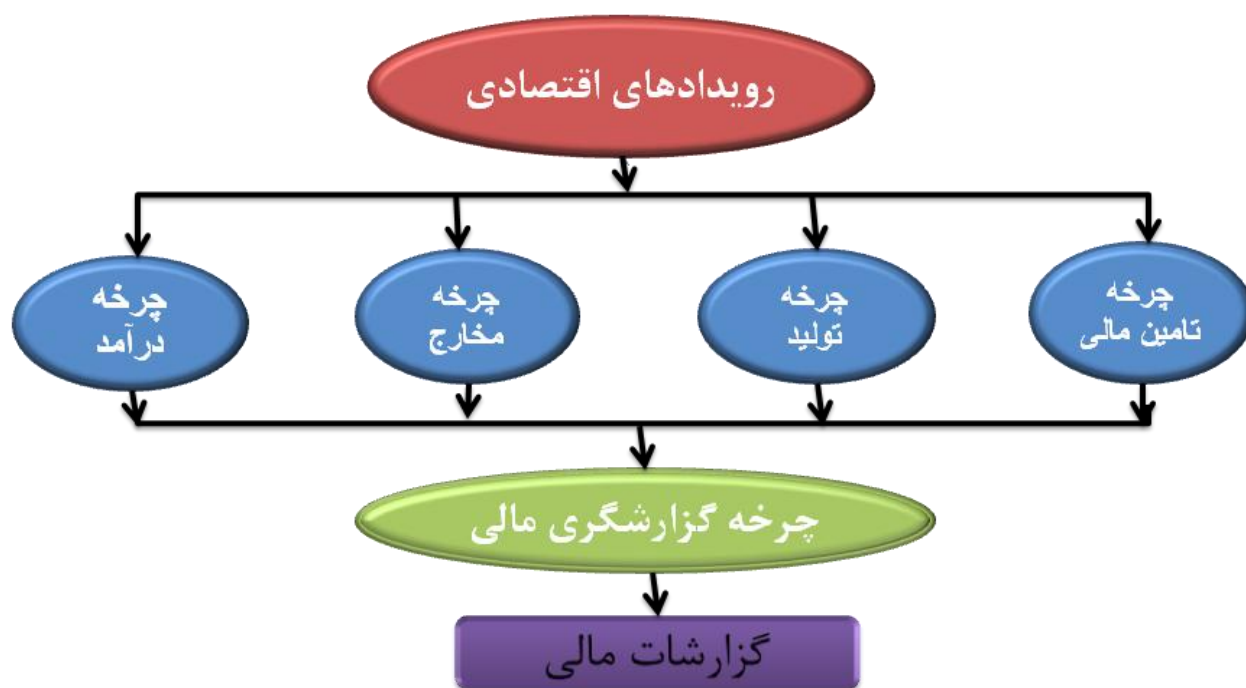 رویدادهای اقتصادی
چرخه
تامین مالی
چرخه
تولید
چرخه
مخارج
چرخه
درآمد
چرخه گزارشگری مالی
گزارشات مالی